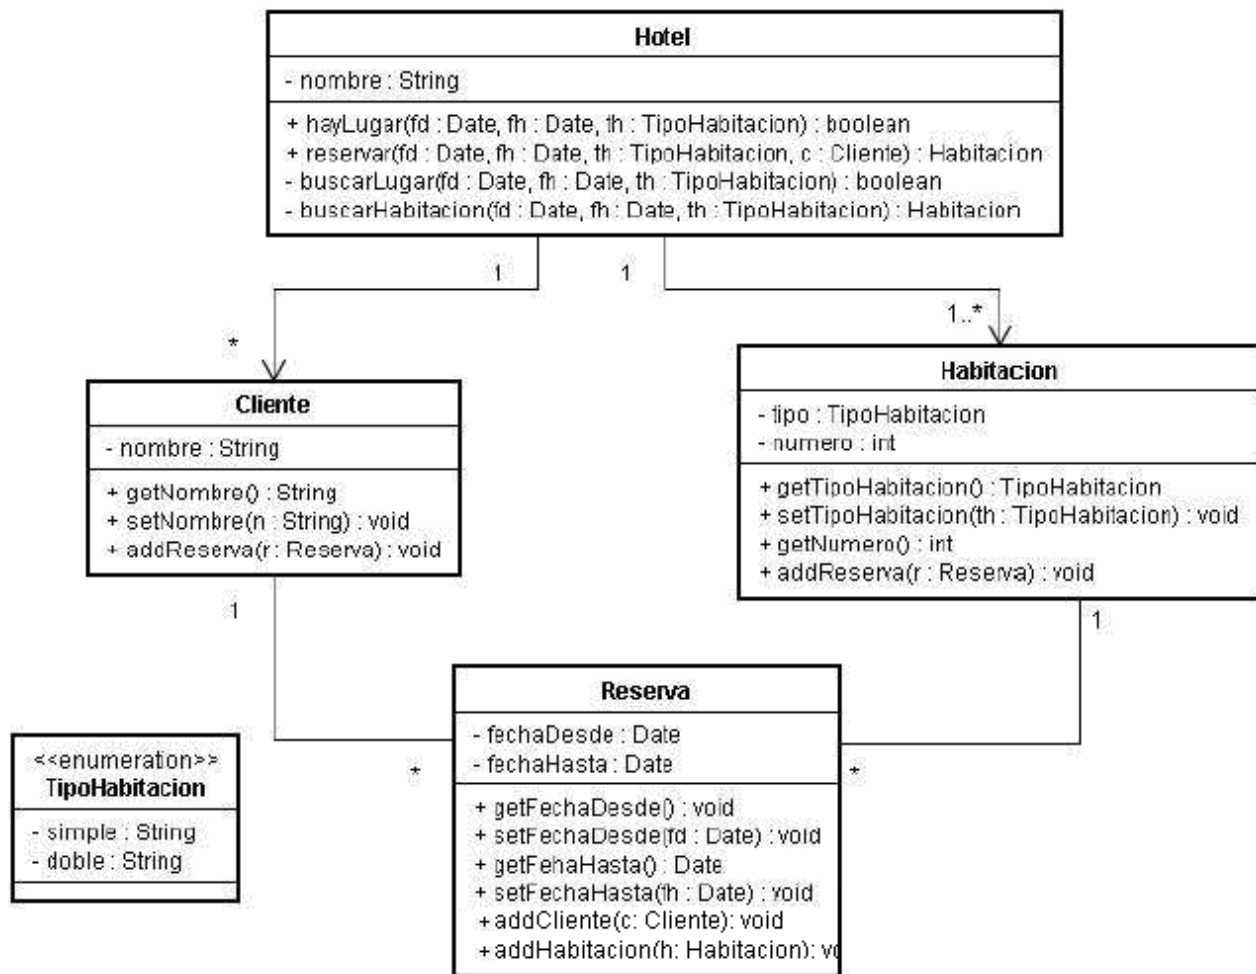 Hotel
- nombre : String
+ hayLugar(fd : Date, fh : Date, th : TipoHabitacion) : boolean
+ reservar(fd : Date, fh : Date, th : TipoHabitacion, c : Cliente) : Habitacion
- buscarLugar(fd : Date, fh : Date, th : TipoHabitacion) : boolean
- buscarHabitacion(fd : Date, fh : Date, th : TipoHabitacion) : Habitacion
1
1
*
1..*
Cliente
- nombre : String
+ getNombre() : String
+ setNombre(n : String) : void
+ addReserva(r : Reserva) : void
Habitacion
- tipo : TipoHabitacion
- numero : int
+ getTipoHabitacion() : TipoHabitacion
+ setTipoHabitacion(th : TipoHabitacion) : void
+ getNumero() : int
+ addReserva(r : Reserva) : void
1
1
*
*
<<enumeration>>
TipoHabitacion
- simple : String
- doble : String
Reserva
- fechaDesde : Date
- fechaHasta : Date
+ getFechaDesde() : void
+ setFechaDesde(fd : Date) : void
+ getFehaHasta() : Date
+ setFechaHasta(fh : Date) : void
+addCliente(c: Cliente): void
+addHabitacion(h: Habitacion):